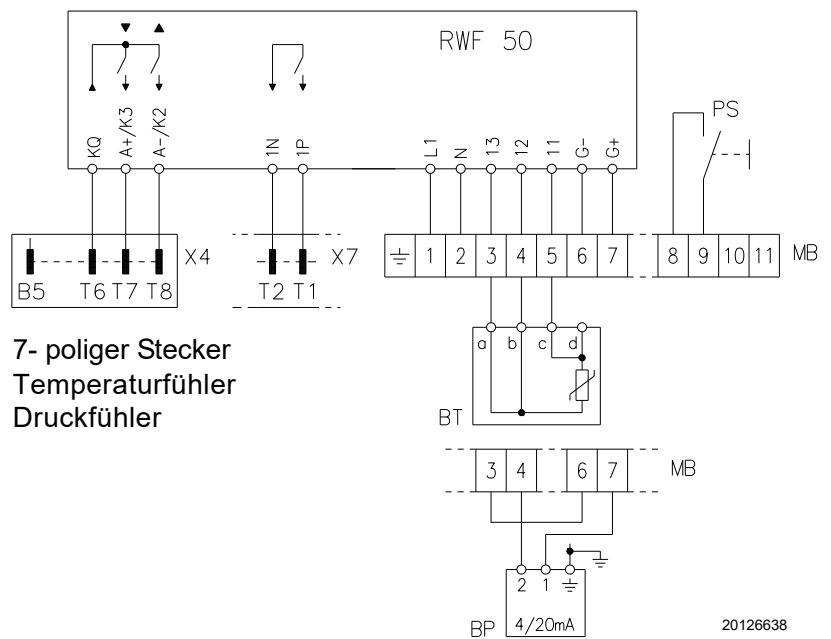 RWF 50
KQ A+/K3 A-/K2 1N 1P L1 N 13 12 11 G- G+
PS
X4
B5 T6 T7 T8
X7
T2 T1
1 2 3 4 5 6 7 8 9 10 11 MB
7- poliger Stecker
Temperaturfühler
Druckfühler
a b c d
BT
3 4 6 7 MB
2 1
BP 4/20mA
20126638